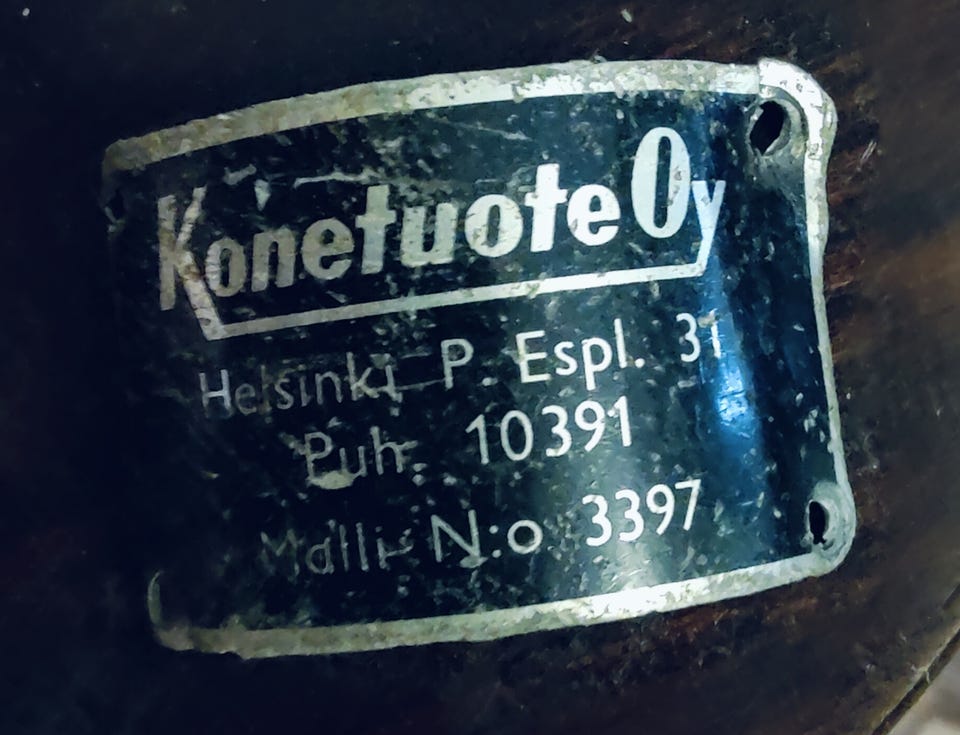 Konetuote Oy
Helsinki P. Espl. 31
Puh. 10391
Malli N:o 3397